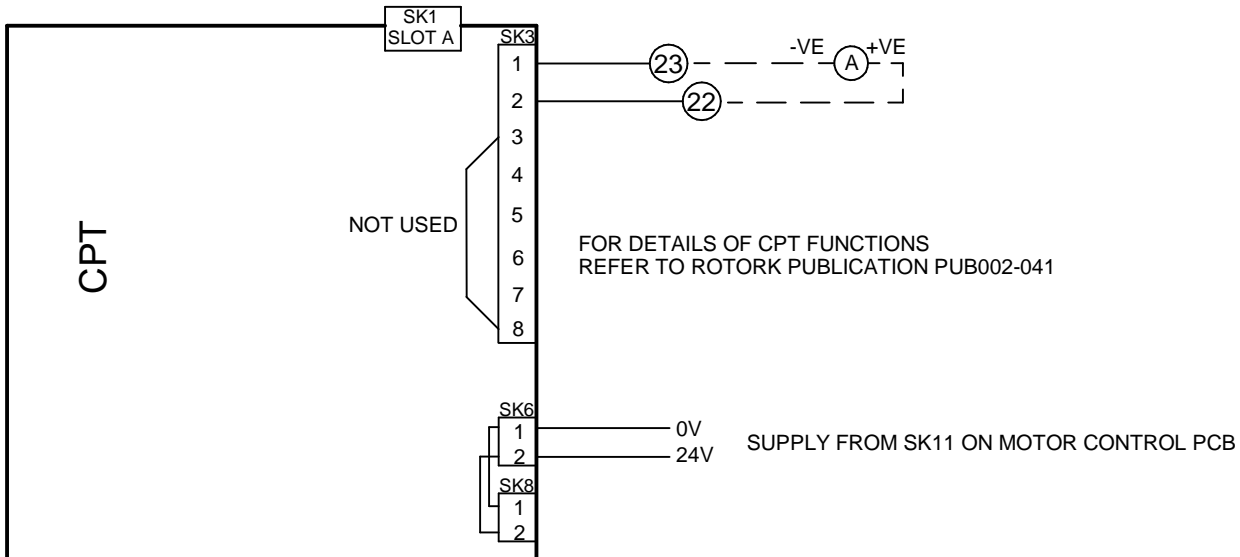 SK1
SLOT A
SK3
1
23
-VE
A
+VE
2
22
3
4
NOT USED
5
6
7
8
CPT
FOR DETAILS OF CPT FUNCTIONS
REFER TO ROTORK PUBLICATION PUB002-041
SK6
1
0V
2
24V
SUPPLY FROM SK11 ON MOTOR CONTROL PCB
SK8
1
2